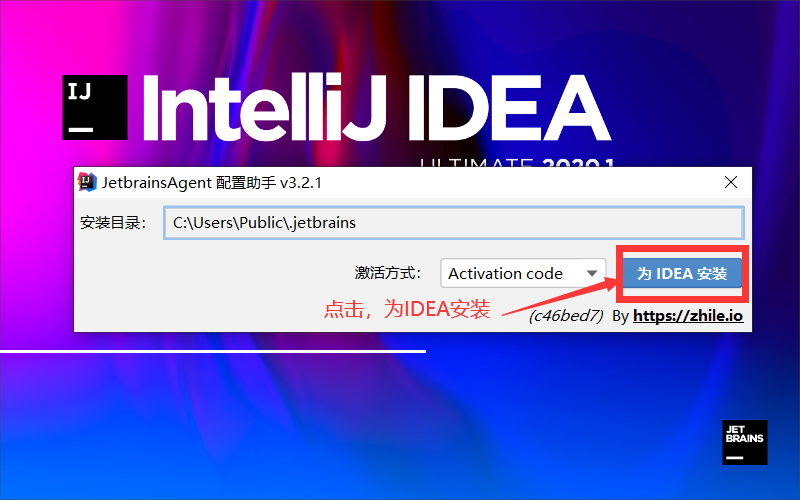 IJ
IntelliJ IDEA
ULTIMATE 2020.1
IJ JetbrainsAgent 配置助手 v3.2.1
安装目录： C:\Users\Public\.jetbrains
激活方式： Activation code 为 IDEA 安装
点击，为IDEA安装
(c46bed7) By https://zhile.io
JET
BRAINS